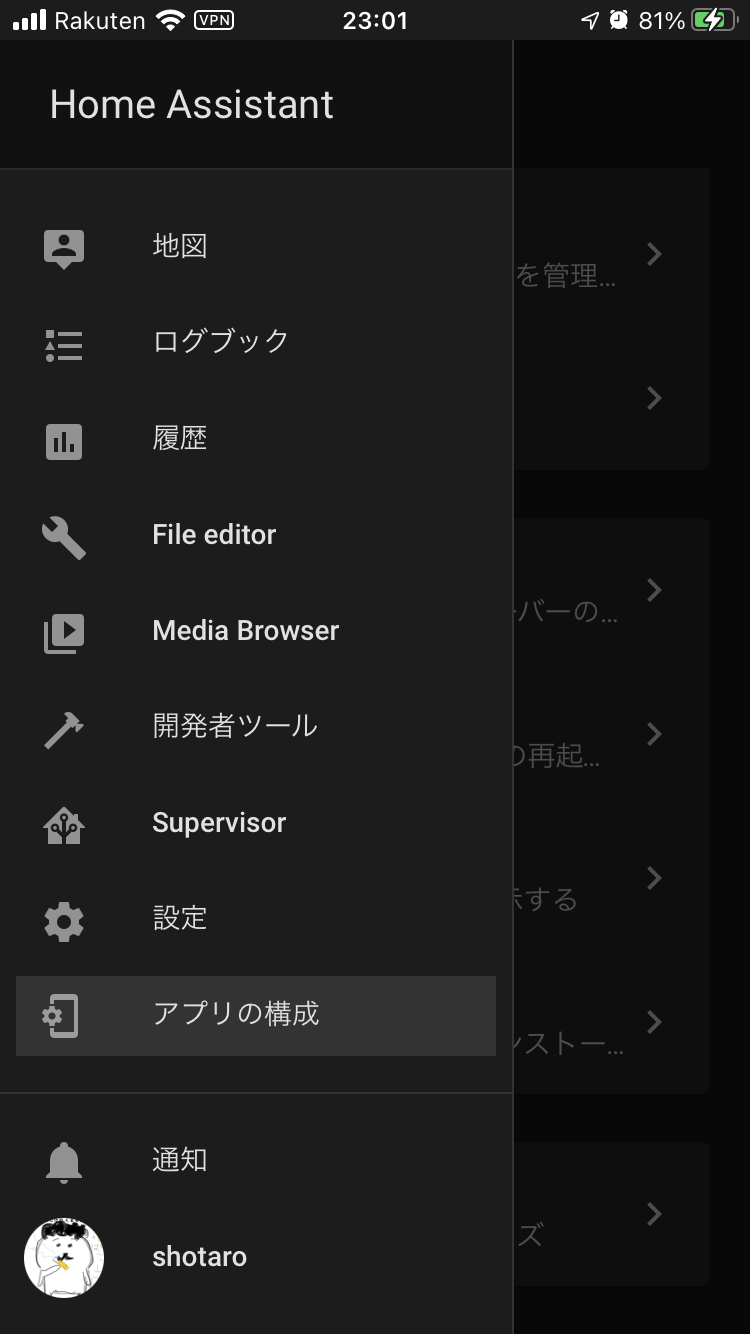 Rakuten VPN 23:01 81%
Home Assistant
地図
を管理...
ログブック
履歴
File editor
バーの...
Media Browser
開発者ツール
の再起...
Supervisor
設定
示する
アプリの構成
ンストー...
通知
ズ
shotaro